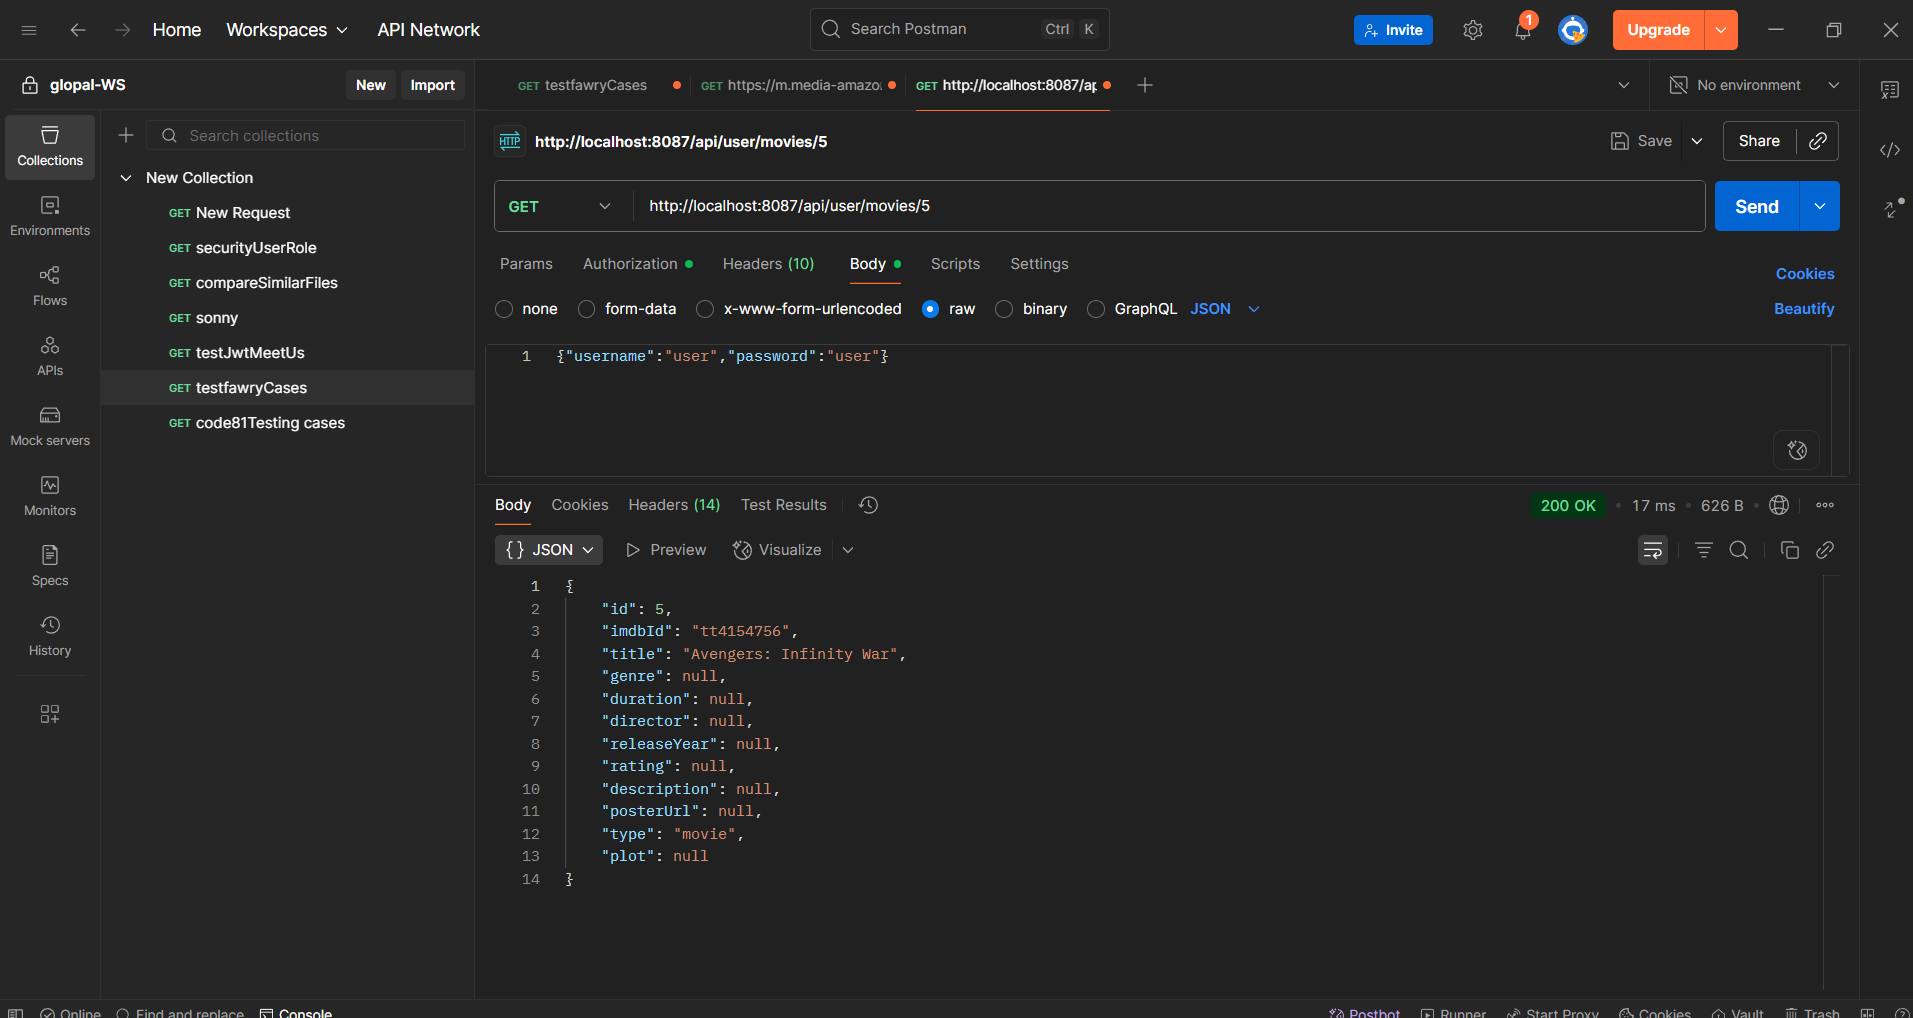 Home Workspaces API Network
Search Postman Ctrl K
Invite 1 Upgrade
glopal-WS New Import
GET testfawryCases GET https://m.media-amazo GET http://localhost:8087/ap
No environment
Collections
Environments
Flows
APIs
Mock servers
Monitors
Specs
History
Search collections
New Collection
GET New Request
GET securityUserRole
GET compareSimilarFiles
GET sonny
GET testJwtMeetUs
GET testfawryCases
GET code81Testing cases
HTTP http://localhost:8087/api/user/movies/5
Save Share
GET http://localhost:8087/api/user/movies/5 Send
Params Authorization Headers (10) Body Scripts Settings Cookies
none form-data x-www-form-urlencoded raw binary GraphQL JSON Beautify
1 {"username":"user","password":"user"}
Body Cookies Headers (14) Test Results 200 OK 17 ms 626 B
{} JSON Preview Visualize
1 {
2 "id": 5,
3 "imdbId": "tt4154756",
4 "title": "Avengers: Infinity War",
5 "genre": null,
6 "duration": null,
7 "director": null,
8 "releaseYear": null,
9 "rating": null,
10 "description": null,
11 "posterUrl": null,
12 "type": "movie",
13 "plot": null
14 }
Online Find and replace Console Postbot Runner Start Proxy Cookies Vault Trash